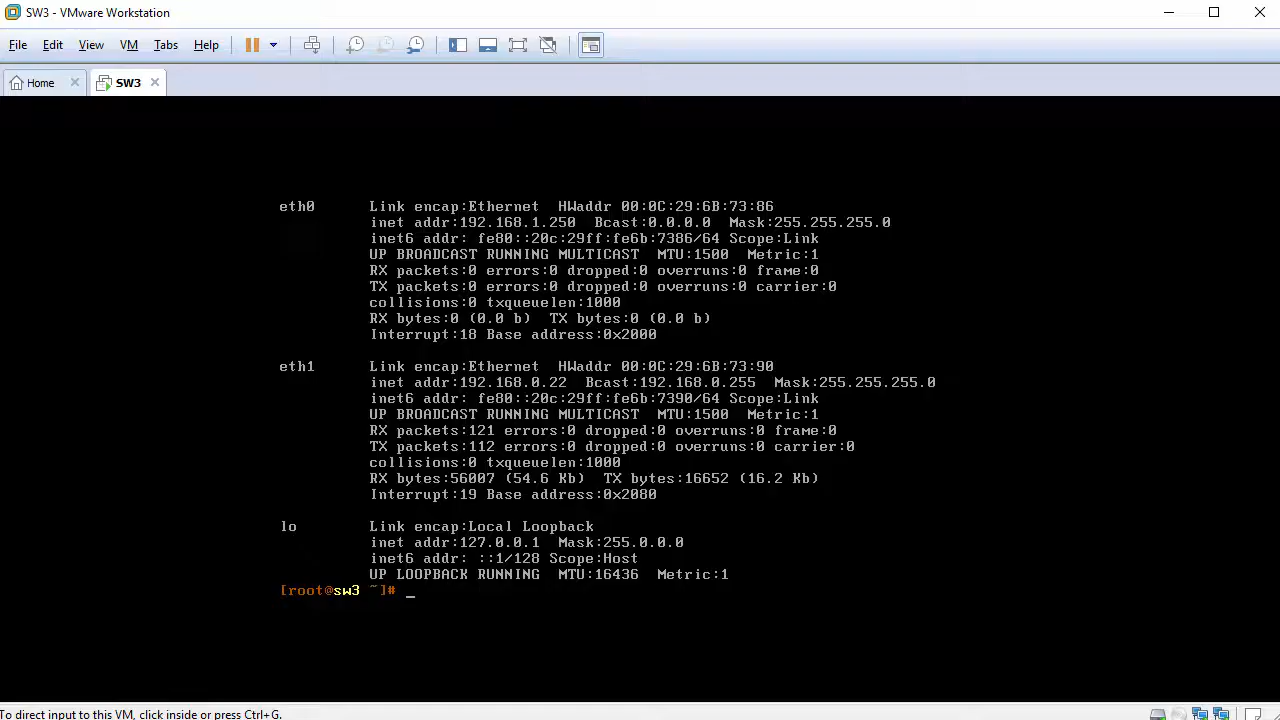 SW3 - VMware Workstation
File Edit View VM Tabs Help
Home SW3
eth0 Link encap:Ethernet HWaddr 00:0C:29:6B:73:86
inet addr:192.168.1.250 Bcast:0.0.0.0 Mask:255.255.255.0
inet6 addr: fe80::20c:29ff:fe6b:7386/64 Scope:Link
UP BROADCAST RUNNING MULTICAST MTU:1500 Metric:1
RX packets:0 errors:0 dropped:0 overruns:0 frame:0
TX packets:0 errors:0 dropped:0 overruns:0 carrier:0
collisions:0 txqueuelen:1000
RX bytes:0 (0.0 b) TX bytes:0 (0.0 b)
Interrupt:18 Base address:0x2000
eth1 Link encap:Ethernet HWaddr 00:0C:29:6B:73:90
inet addr:192.168.0.22 Bcast:192.168.0.255 Mask:255.255.255.0
inet6 addr: fe80::20c:29ff:fe6b:7390/64 Scope:Link
UP BROADCAST RUNNING MULTICAST MTU:1500 Metric:1
RX packets:121 errors:0 dropped:0 overruns:0 frame:0
TX packets:112 errors:0 dropped:0 overruns:0 carrier:0
collisions:0 txqueuelen:1000
RX bytes:56007 (54.6 Kb) TX bytes:16652 (16.2 Kb)
Interrupt:19 Base address:0x2080
lo Link encap:Local Loopback
inet addr:127.0.0.1 Mask:255.0.0.0
inet6 addr: ::1/128 Scope:Host
UP LOOPBACK RUNNING MTU:16436 Metric:1
[root@sw3 ~]# _
To direct input to this VM, click inside or press Ctrl+G.